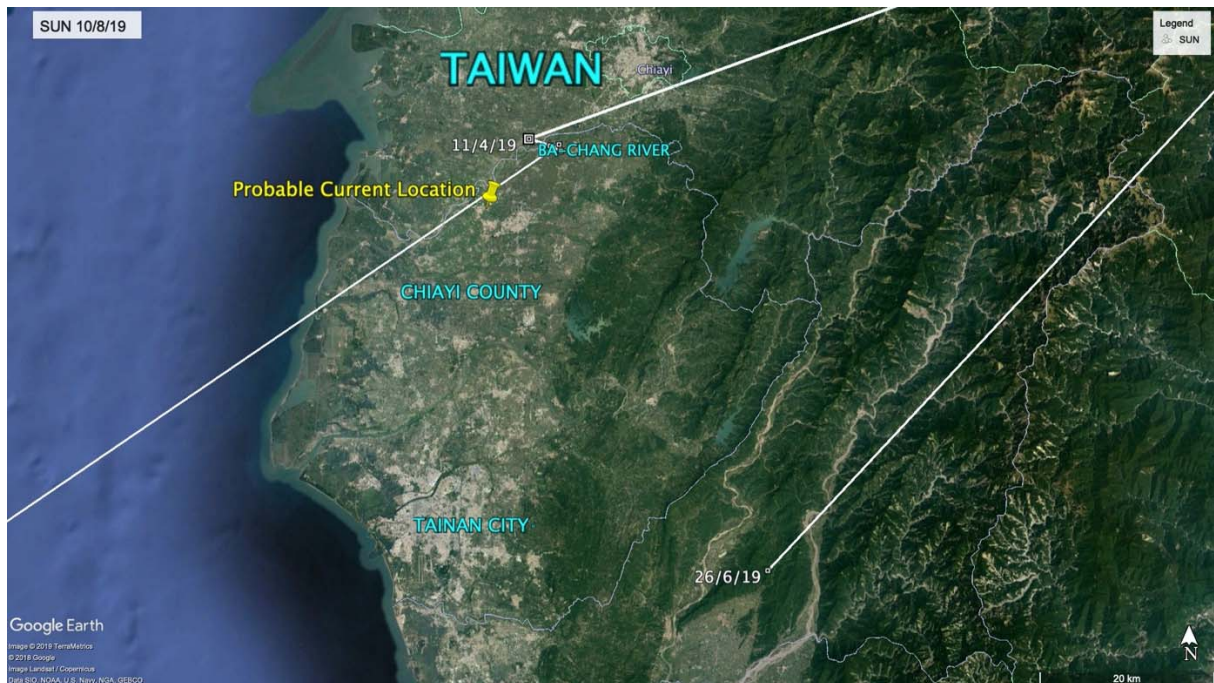 SUN 10/8/19
Legend
SUN
TAIWAN
Chiayi
11/4/19
BA-CHANG RIVER
Probable Current Location
CHIAYI COUNTY
TAINAN CITY
26/6/19
Google Earth
Image © 2019 TerraMetrics
© 2018 Google
Image Landsat / Copernicus
Data SIO, NOAA, U.S. Navy, NGA, GEBCO
N
20 km